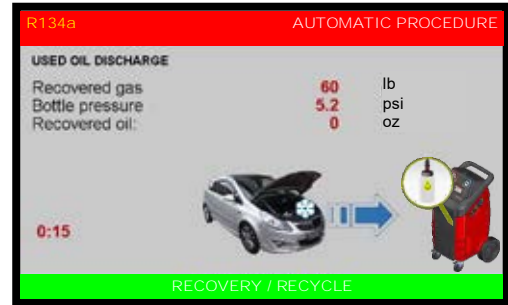 R134a AUTOMATIC PROCEDURE
USED OIL DISCHARGE
Recovered gas 60 lb
Bottle pressure 5.2 psi
Recovered oil: 0 oz
0:15
RECOVERY / RECYCLE